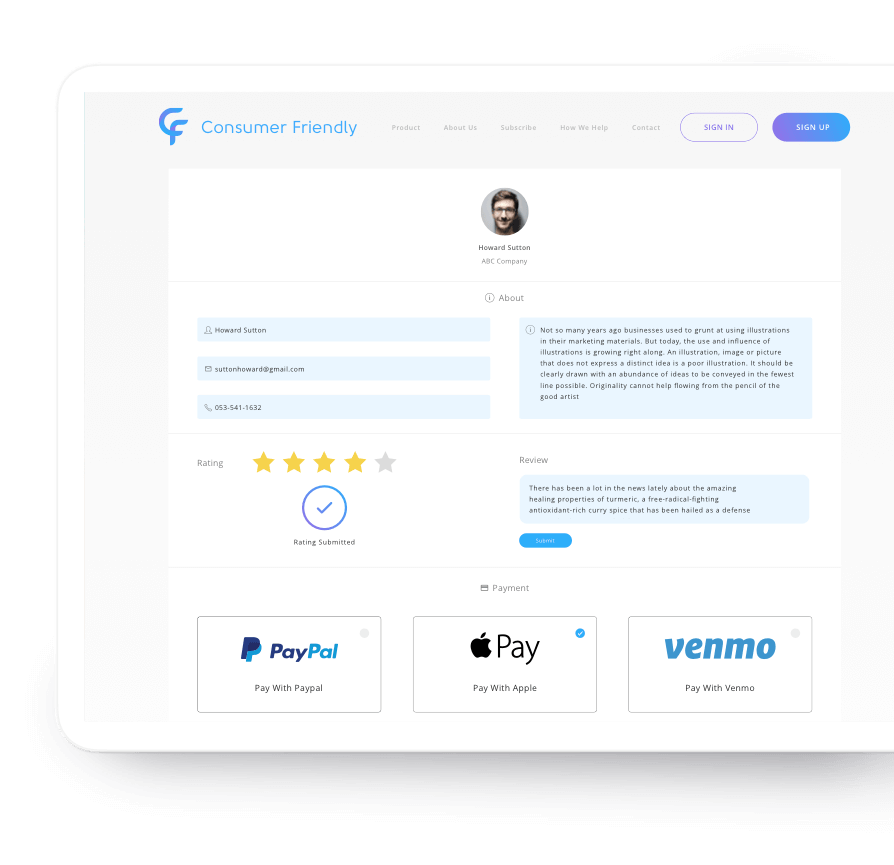 Consumer Friendly
Product About Us Subscribe How We Help Contact SIGN IN SIGN UP
Howard Sutton
ABC Company
About
Howard Sutton
suttonhoward@gmail.com
053-541-1632
Not so many years ago businesses used to grunt at using illustrations
in their marketing materials. But today, the use and influence of
illustrations is growing right along. An illustration, image or picture
that does not express a distinct idea is a poor illustration. It should be
clearly drawn with an abundance of ideas to be conveyed in the fewest
line possible. Originality cannot help flowing from the pencil of the
good artist
Rating
Rating Submitted
Review
There has been a lot in the news lately about the amazing
healing properties of turmeric, a free-radical-fighting
antioxidant-rich curry spice that has been hailed as a defense
Submit
Payment
PayPal
Pay With Paypal
Pay
Pay With Apple
venmo
Pay With Venmo